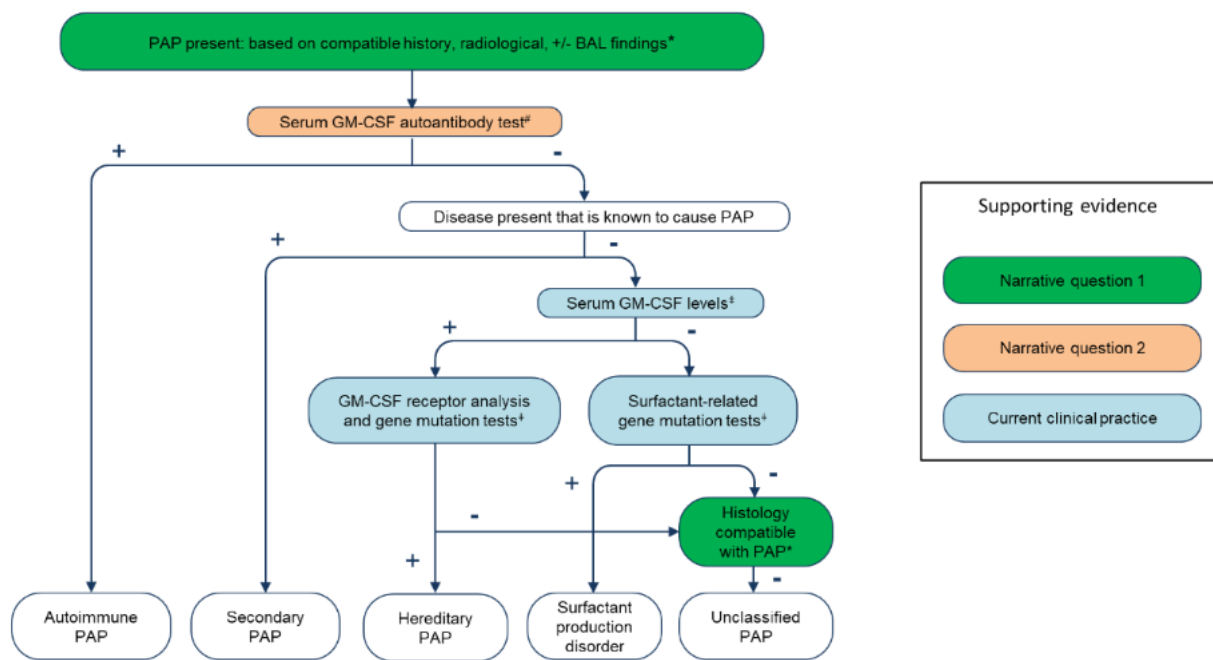 PAP present: based on compatible history, radiological, +/- BAL findings*
Serum GM-CSF autoantibody test#
+
-
Disease present that is known to cause PAP
+
-
Serum GM-CSF levels‡
+
-
GM-CSF receptor analysis
and gene mutation tests⁺
Surfactant-related
gene mutation tests⁺
+
-
-
Histology
compatible
with PAP*
+
-
Autoimmune
PAP
Secondary
PAP
Hereditary
PAP
Surfactant
production
disorder
Unclassified
PAP
Supporting evidence
Narrative question 1
Narrative question 2
Current clinical practice